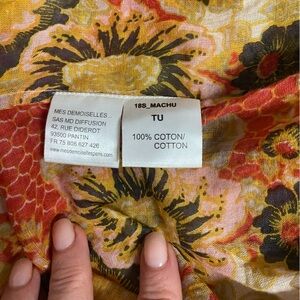 MES DEMOISELLES
SAS MD DIFFUSION
42, RUE DIDEROT
93500 PANTIN
FR 75 808 627 426
www.mesdemoisellesparis.com
18S_MACHU
TU
100% COTON/
COTTON